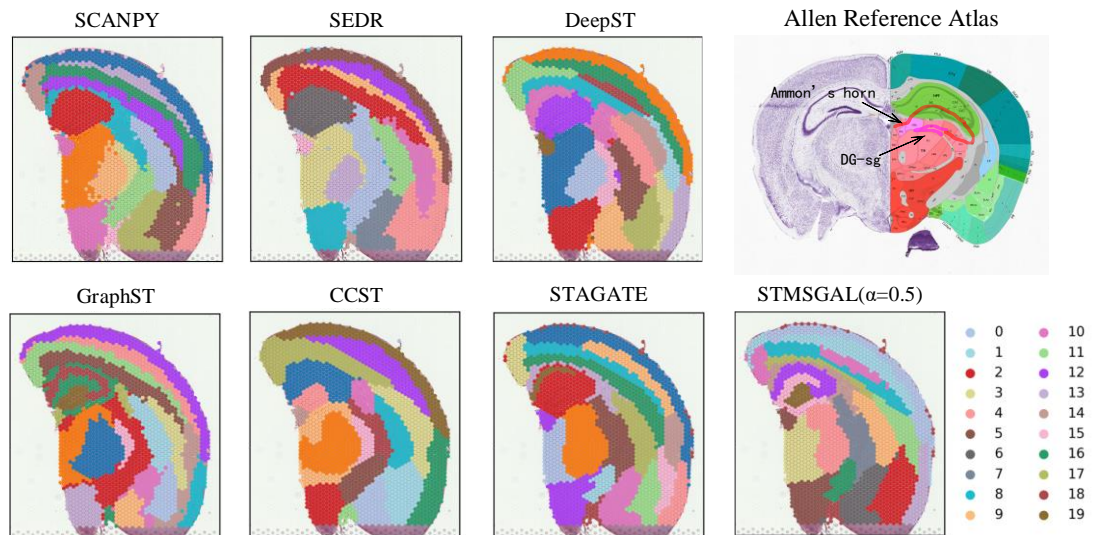 SCANPY
SEDR
DeepST
Allen Reference Atlas
Ammon's horn
DG-sg
GraphST
CCST
STAGATE
STMSGAL(α=0.5)
0 10
1 11
2 12
3 13
4 14
5 15
6 16
7 17
8 18
9 19